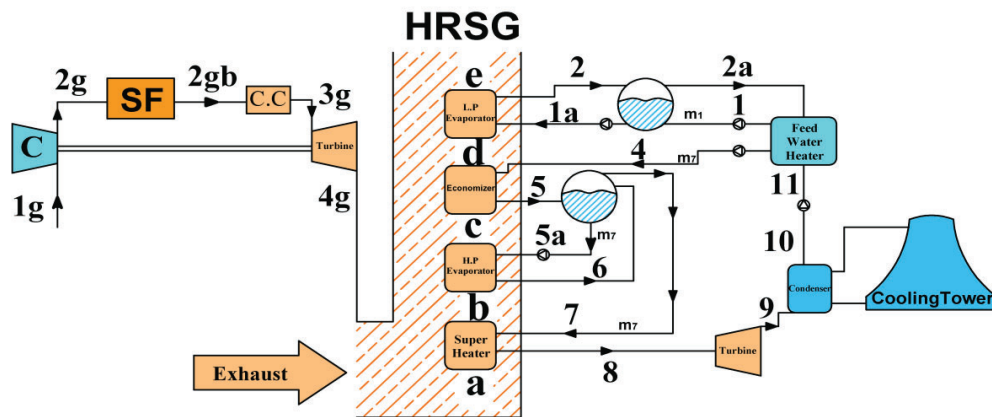 HRSG
2g
SF
2gb
C.C
3g
C
Turbine
1g
4g
Exhaust
e
L.P
Evaporator
d
Economizer
c
H.P
Evaporator
b
Super
Heater
a
2
2a
1a
m1
1
Feed
Water
Heater
4
m7
5
5a
m7
6
7
m7
8
Turbine
9
10
11
Condenser
CoolingTower